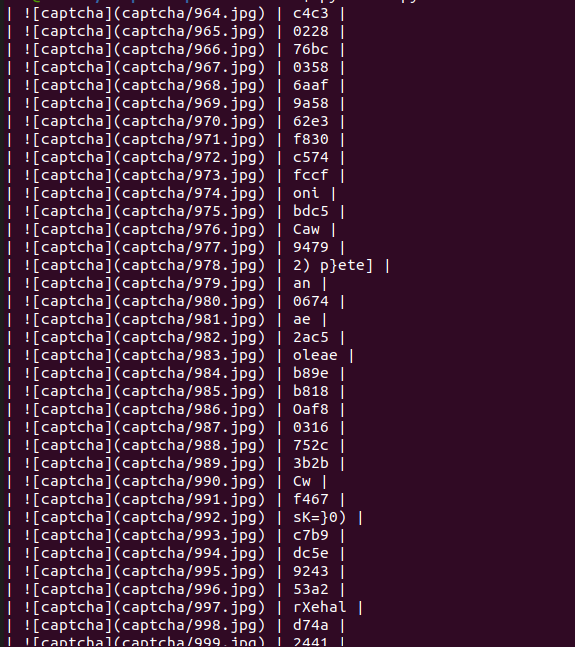 | ![captcha](captcha/964.jpg) | c4c3 |
| ![captcha](captcha/965.jpg) | 0228 |
| ![captcha](captcha/966.jpg) | 76bc |
| ![captcha](captcha/967.jpg) | 0358 |
| ![captcha](captcha/968.jpg) | 6aaf |
| ![captcha](captcha/969.jpg) | 9a58 |
| ![captcha](captcha/970.jpg) | 62e3 |
| ![captcha](captcha/971.jpg) | f830 |
| ![captcha](captcha/972.jpg) | c574 |
| ![captcha](captcha/973.jpg) | fccf |
| ![captcha](captcha/974.jpg) | oni |
| ![captcha](captcha/975.jpg) | bdc5 |
| ![captcha](captcha/976.jpg) | Caw |
| ![captcha](captcha/977.jpg) | 9479 |
| ![captcha](captcha/978.jpg) | 2) p}ete] |
| ![captcha](captcha/979.jpg) | an |
| ![captcha](captcha/980.jpg) | 0674 |
| ![captcha](captcha/981.jpg) | ae |
| ![captcha](captcha/982.jpg) | 2ac5 |
| ![captcha](captcha/983.jpg) | oleae |
| ![captcha](captcha/984.jpg) | b89e |
| ![captcha](captcha/985.jpg) | b818 |
| ![captcha](captcha/986.jpg) | Oaf8 |
| ![captcha](captcha/987.jpg) | 0316 |
| ![captcha](captcha/988.jpg) | 752c |
| ![captcha](captcha/989.jpg) | 3b2b |
| ![captcha](captcha/990.jpg) | Cw |
| ![captcha](captcha/991.jpg) | f467 |
| ![captcha](captcha/992.jpg) | sK=}0) |
| ![captcha](captcha/993.jpg) | c7b9 |
| ![captcha](captcha/994.jpg) | dc5e |
| ![captcha](captcha/995.jpg) | 9243 |
| ![captcha](captcha/996.jpg) | 53a2 |
| ![captcha](captcha/997.jpg) | rXehal |
| ![captcha](captcha/998.jpg) | d74a |
| ![captcha](captcha/999.jpg) | 2441 |